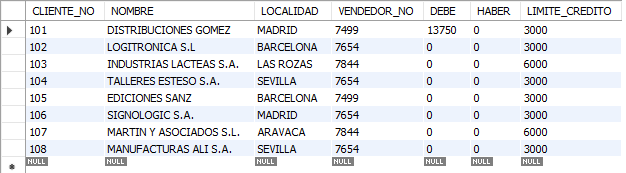 CLIENTE_NO NOMBRE LOCALIDAD VENDEDOR_NO DEBE HABER LIMITE_CREDITO
101 DISTRIBUCIONES GOMEZ MADRID 7499 13750 0 3000
102 LOGITRONICA S.L BARCELONA 7654 0 0 3000
103 INDUSTRIAS LACTEAS S.A. LAS ROZAS 7844 0 0 6000
104 TALLERES ESTESO S.A. SEVILLA 7654 0 0 3000
105 EDICIONES SANZ BARCELONA 7499 0 0 3000
106 SIGNOLOGIC S.A. MADRID 7654 0 0 3000
107 MARTIN Y ASOCIADOS S.L. ARAVACA 7844 0 0 6000
108 MANUFACTURAS ALI S.A. SEVILLA 7654 0 0 3000
NULL NULL NULL NULL NULL NULL NULL